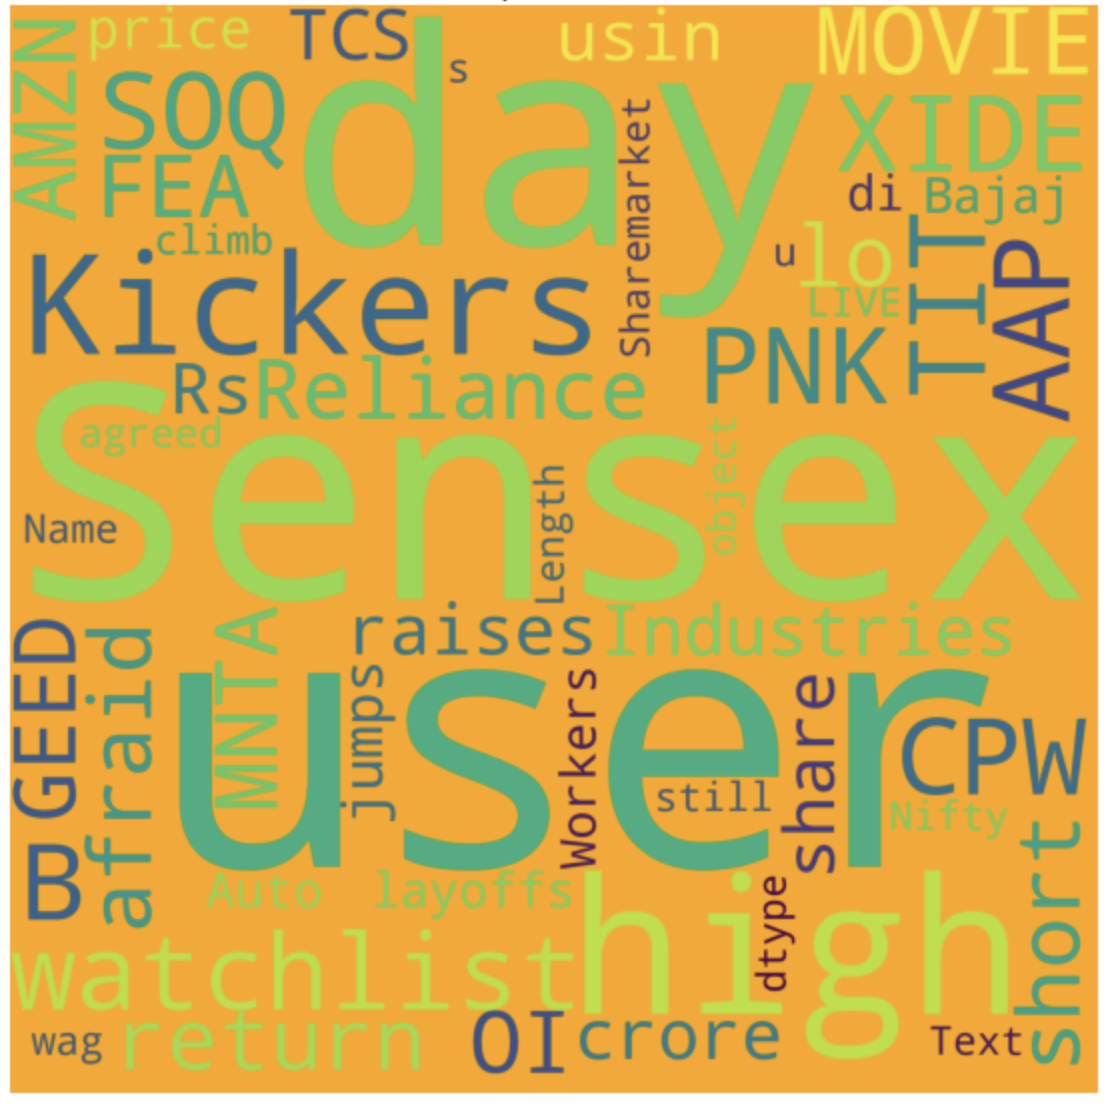 price
TCS
s
usin
MOVIE
AMZN
SOQ
day
XIDE
FEA
Sharemarket
di
Bajaj
climb
u
lo
TIT
AAP
Kickers
LIVE
PNK
Rs
Reliance
agreed
Sensex
object
Name
Length
raises
Industries
GEED
afraid
MNTA
jumps
user
Workers
share
CPW
still
Nifty
B
Auto
layoffs
high
dtype
short
watchlist
wag
return
OI
crore
Text